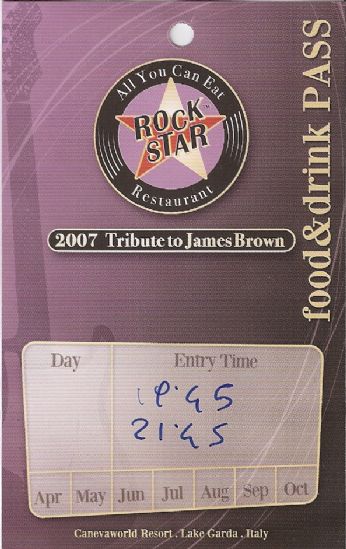 All You Can Eat
ROCK
STAR
Restaurant
2007 Tribute to James Brown
food&drink PASS
Day Entry Time
19.45
21.45
Apr May Jun Jul Aug Sep Oct
Canevaworld Resort . Lake Garda . Italy